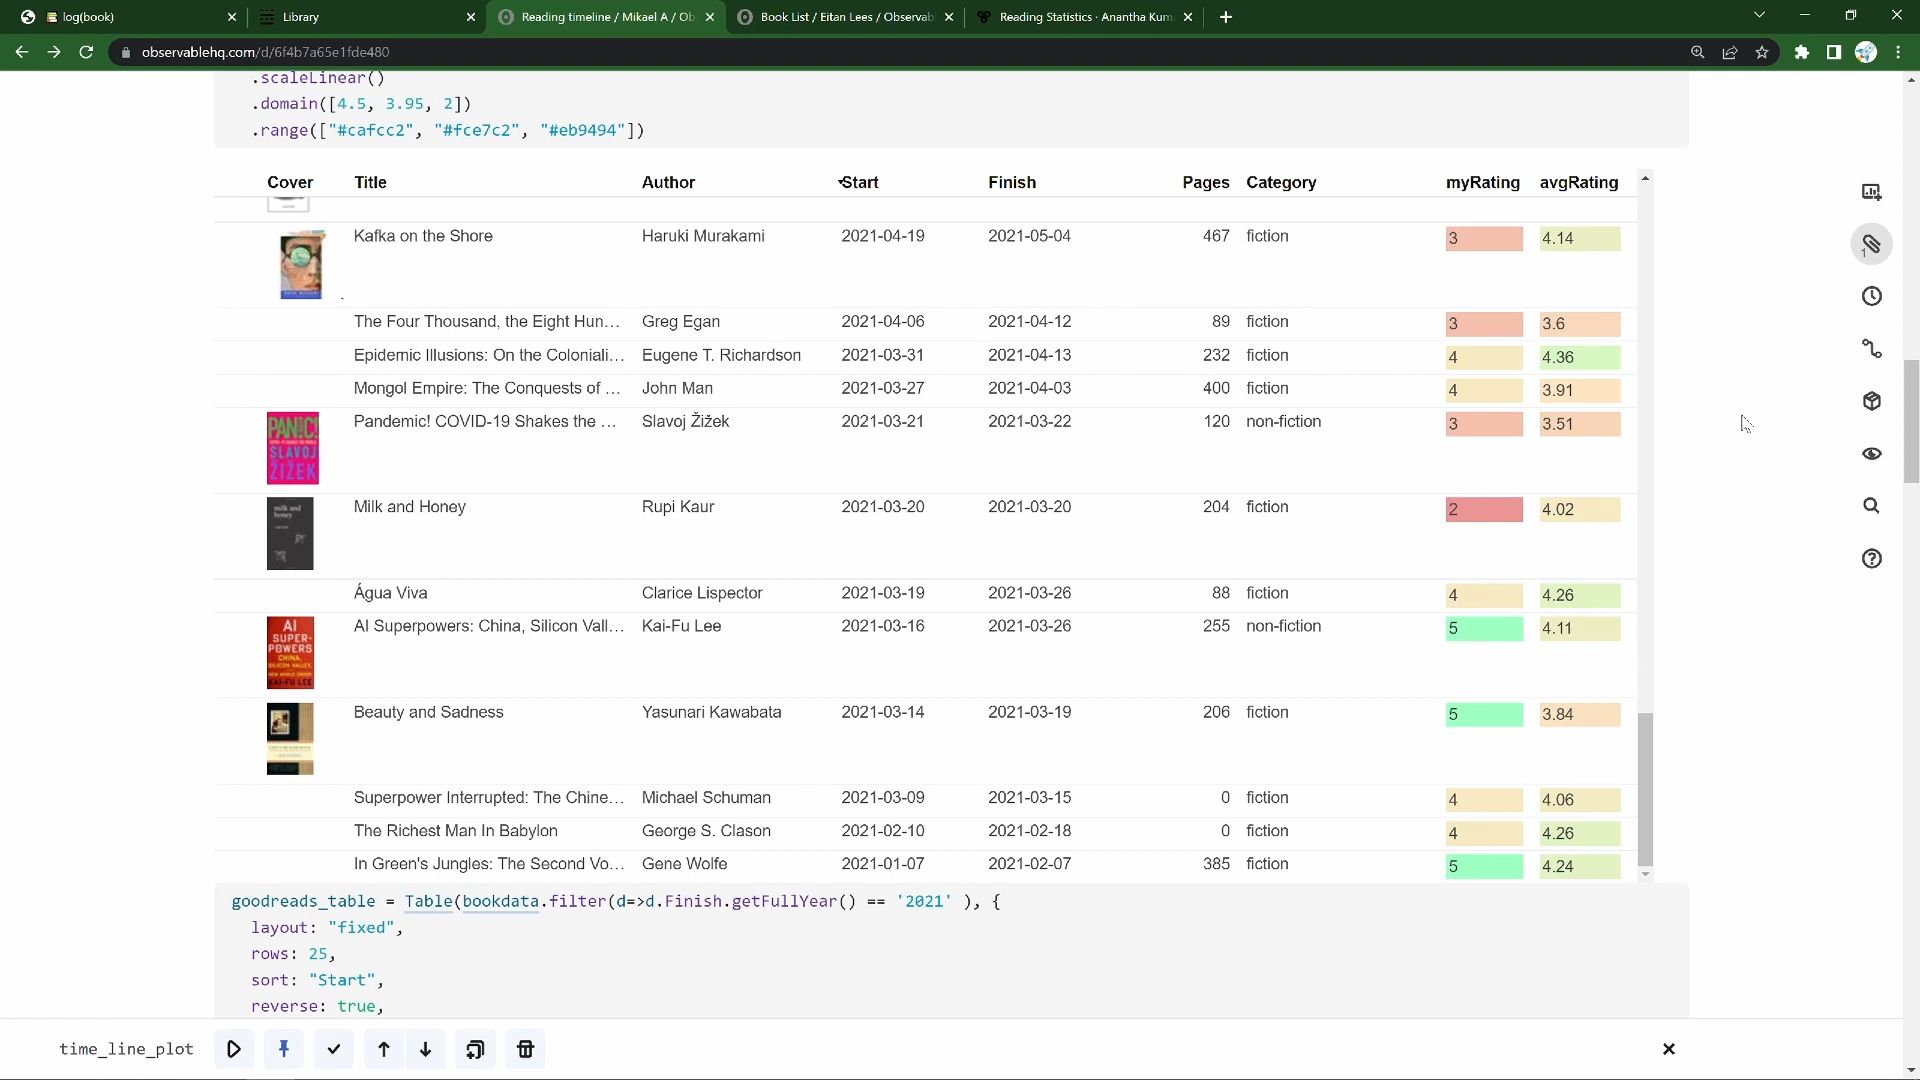 log(book)
Library
Reading timeline / Mikael A / Ob
Book List / Eitan Lees / Observab
Reading Statistics · Anantha Kum
observablehq.com/d/6f4b7a65e1fde480
.scaleLinear()
.domain([4.5, 3.95, 2])
.range(["#cafcc2", "#fce7c2", "#eb9494"])
Cover Title Author Start Finish Pages Category myRating avgRating
Kafka on the Shore Haruki Murakami 2021-04-19 2021-05-04 467 fiction 3 4.14
The Four Thousand, the Eight Hun... Greg Egan 2021-04-06 2021-04-12 89 fiction 3 3.6
Epidemic Illusions: On the Coloniali... Eugene T. Richardson 2021-03-31 2021-04-13 232 fiction 4 4.36
Mongol Empire: The Conquests of ... John Man 2021-03-27 2021-04-03 400 fiction 4 3.91
Pandemic! COVID-19 Shakes the ... Slavoj Žižek 2021-03-21 2021-03-22 120 non-fiction 3 3.51
PANIC!
SLAVOJ
ŽIŽEK
Milk and Honey Rupi Kaur 2021-03-20 2021-03-20 204 fiction 2 4.02
milk and
honey
Água Viva Clarice Lispector 2021-03-19 2021-03-26 88 fiction 4 4.26
AI Superpowers: China, Silicon Vall... Kai-Fu Lee 2021-03-16 2021-03-26 255 non-fiction 5 4.11
AI
SUPER-
POWERS
CHINA,
SILICON VALLEY,
KAI-FU LEE
Beauty and Sadness Yasunari Kawabata 2021-03-14 2021-03-19 206 fiction 5 3.84
Superpower Interrupted: The Chine... Michael Schuman 2021-03-09 2021-03-15 0 fiction 4 4.06
The Richest Man In Babylon George S. Clason 2021-02-10 2021-02-18 0 fiction 4 4.26
In Green's Jungles: The Second Vo... Gene Wolfe 2021-01-07 2021-02-07 385 fiction 5 4.24
goodreads_table = Table(bookdata.filter(d=>d.Finish.getFullYear() == '2021' ), {
layout: "fixed",
rows: 25,
sort: "Start",
reverse: true,
time_line_plot